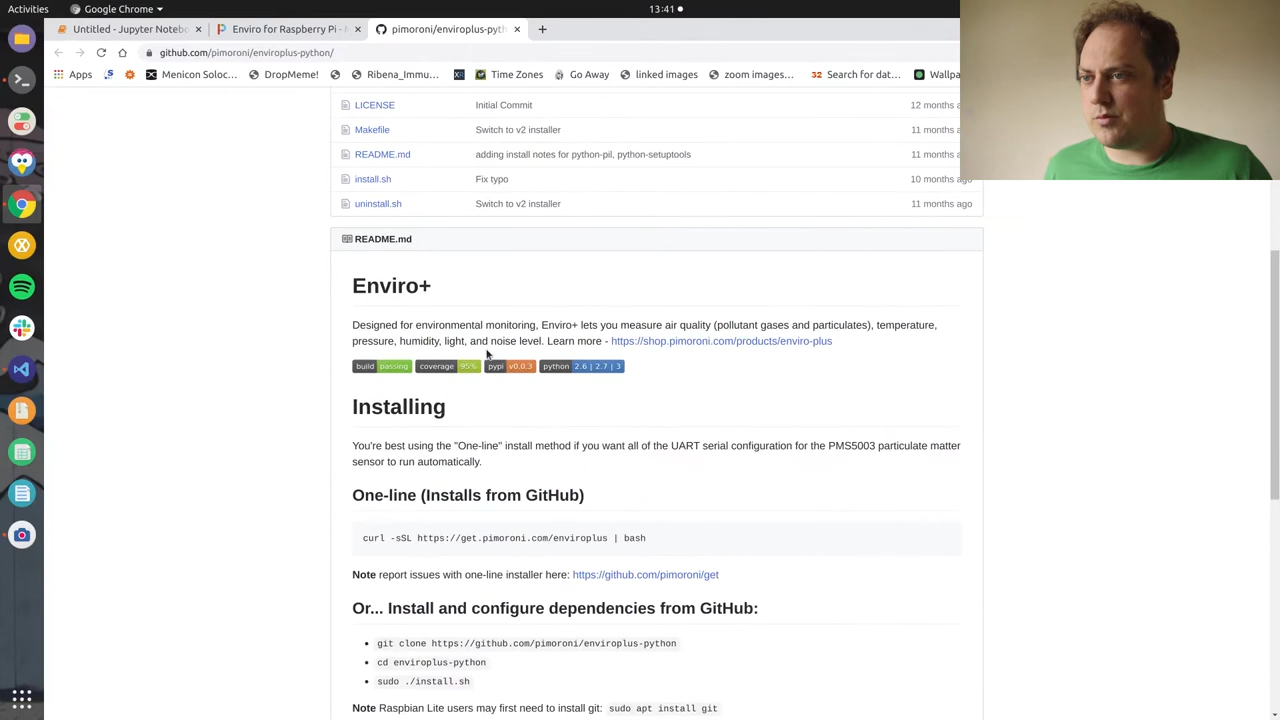 Activities
Google Chrome
13:41
Untitled - Jupyter Notebo
Enviro for Raspberry Pi -
pimoroni/enviroplus-pyth
github.com/pimoroni/enviroplus-python/
Apps
Menicon Soloc...
DropMeme!
Ribena_Immu...
Time Zones
Go Away
linked images
zoom images...
32 Search for dat...
Wallpa
LICENSE Initial Commit 12 months a
Makefile Switch to v2 installer 11 months a
README.md adding install notes for python-pil, python-setuptools 11 months a
install.sh Fix typo 10 months ago
uninstall.sh Switch to v2 installer 11 months ago
README.md
Enviro+
Designed for environmental monitoring, Enviro+ lets you measure air quality (pollutant gases and particulates), temperature,
pressure, humidity, light, and noise level. Learn more - https://shop.pimoroni.com/products/enviro-plus
build passing coverage 95% pypi v0.0.3 python 2.6 | 2.7 | 3
Installing
You're best using the "One-line" install method if you want all of the UART serial configuration for the PMS5003 particulate matter
sensor to run automatically.
One-line (Installs from GitHub)
curl -sSL https://get.pimoroni.com/enviroplus | bash
Note report issues with one-line installer here: https://github.com/pimoroni/get
Or... Install and configure dependencies from GitHub:
git clone https://github.com/pimoroni/enviroplus-python
cd enviroplus-python
sudo ./install.sh
Note Raspbian Lite users may first need to install git: sudo apt install git